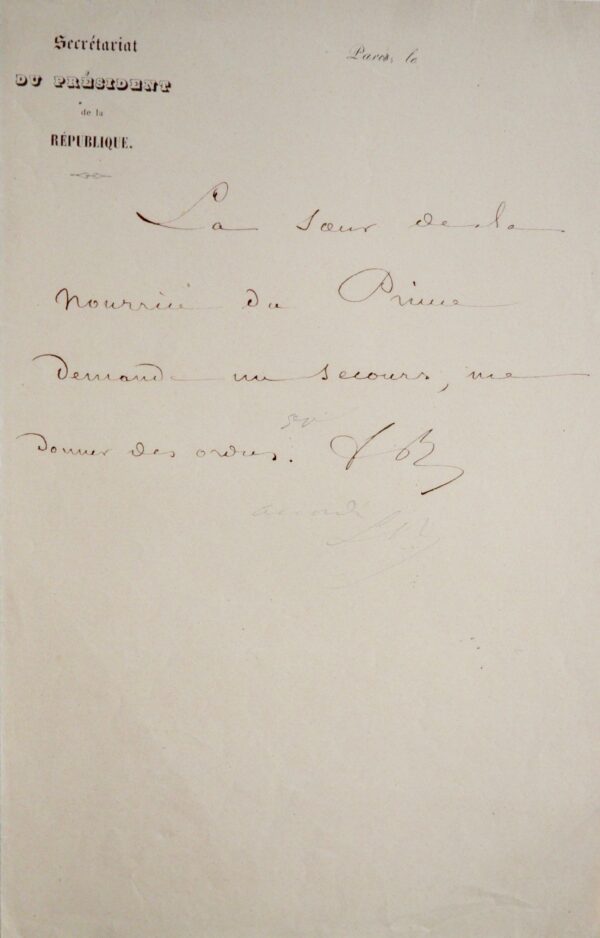 Secrétariat
DU PRÉSIDENT
de la
RÉPUBLIQUE.
Paris, le
La sœur de la
nourrice du Prince
demande un secours, me
donner des ordres.
accordé